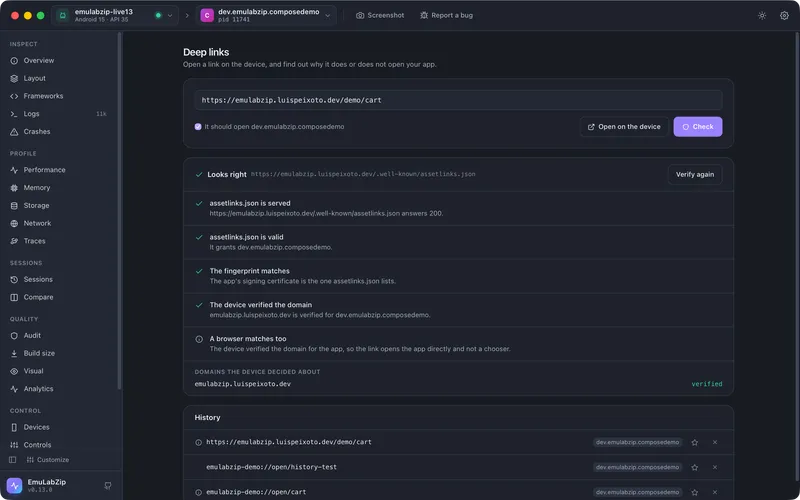 emulabzip-live13
Android 15 · API 35
C
dev.emulabzip.composedemo
pid 11741
Screenshot
Report a bug
INSPECT
Overview
Layout
Frameworks
Logs
11k
Crashes
PROFILE
Performance
Memory
Storage
Network
Traces
SESSIONS
Sessions
Compare
QUALITY
Audit
Build size
Visual
Analytics
CONTROL
Devices
Controls
Customize
EmuLabZip
v0.13.0
Deep links
Open a link on the device, and find out why it does or does not open your app.
https://emulabzip.luispeixoto.dev/demo/cart
It should open dev.emulabzip.composedemo
Open on the device
Check
Looks right
https://emulabzip.luispeixoto.dev/.well-known/assetlinks.json
Verify again
assetlinks.json is served
https://emulabzip.luispeixoto.dev/.well-known/assetlinks.json answers 200.
assetlinks.json is valid
It grants dev.emulabzip.composedemo.
The fingerprint matches
The app's signing certificate is the one assetlinks.json lists.
The device verified the domain
emulabzip.luispeixoto.dev is verified for dev.emulabzip.composedemo.
A browser matches too
The device verified the domain for the app, so the link opens the app directly and not a chooser.
DOMAINS THE DEVICE DECIDED ABOUT
emulabzip.luispeixoto.dev
verified
History
https://emulabzip.luispeixoto.dev/demo/cart
dev.emulabzip.composedemo
emulabzip-demo://open/history-test
dev.emulabzip.composedemo
emulabzip-demo://open/cart
dev.emulabzip.composedemo